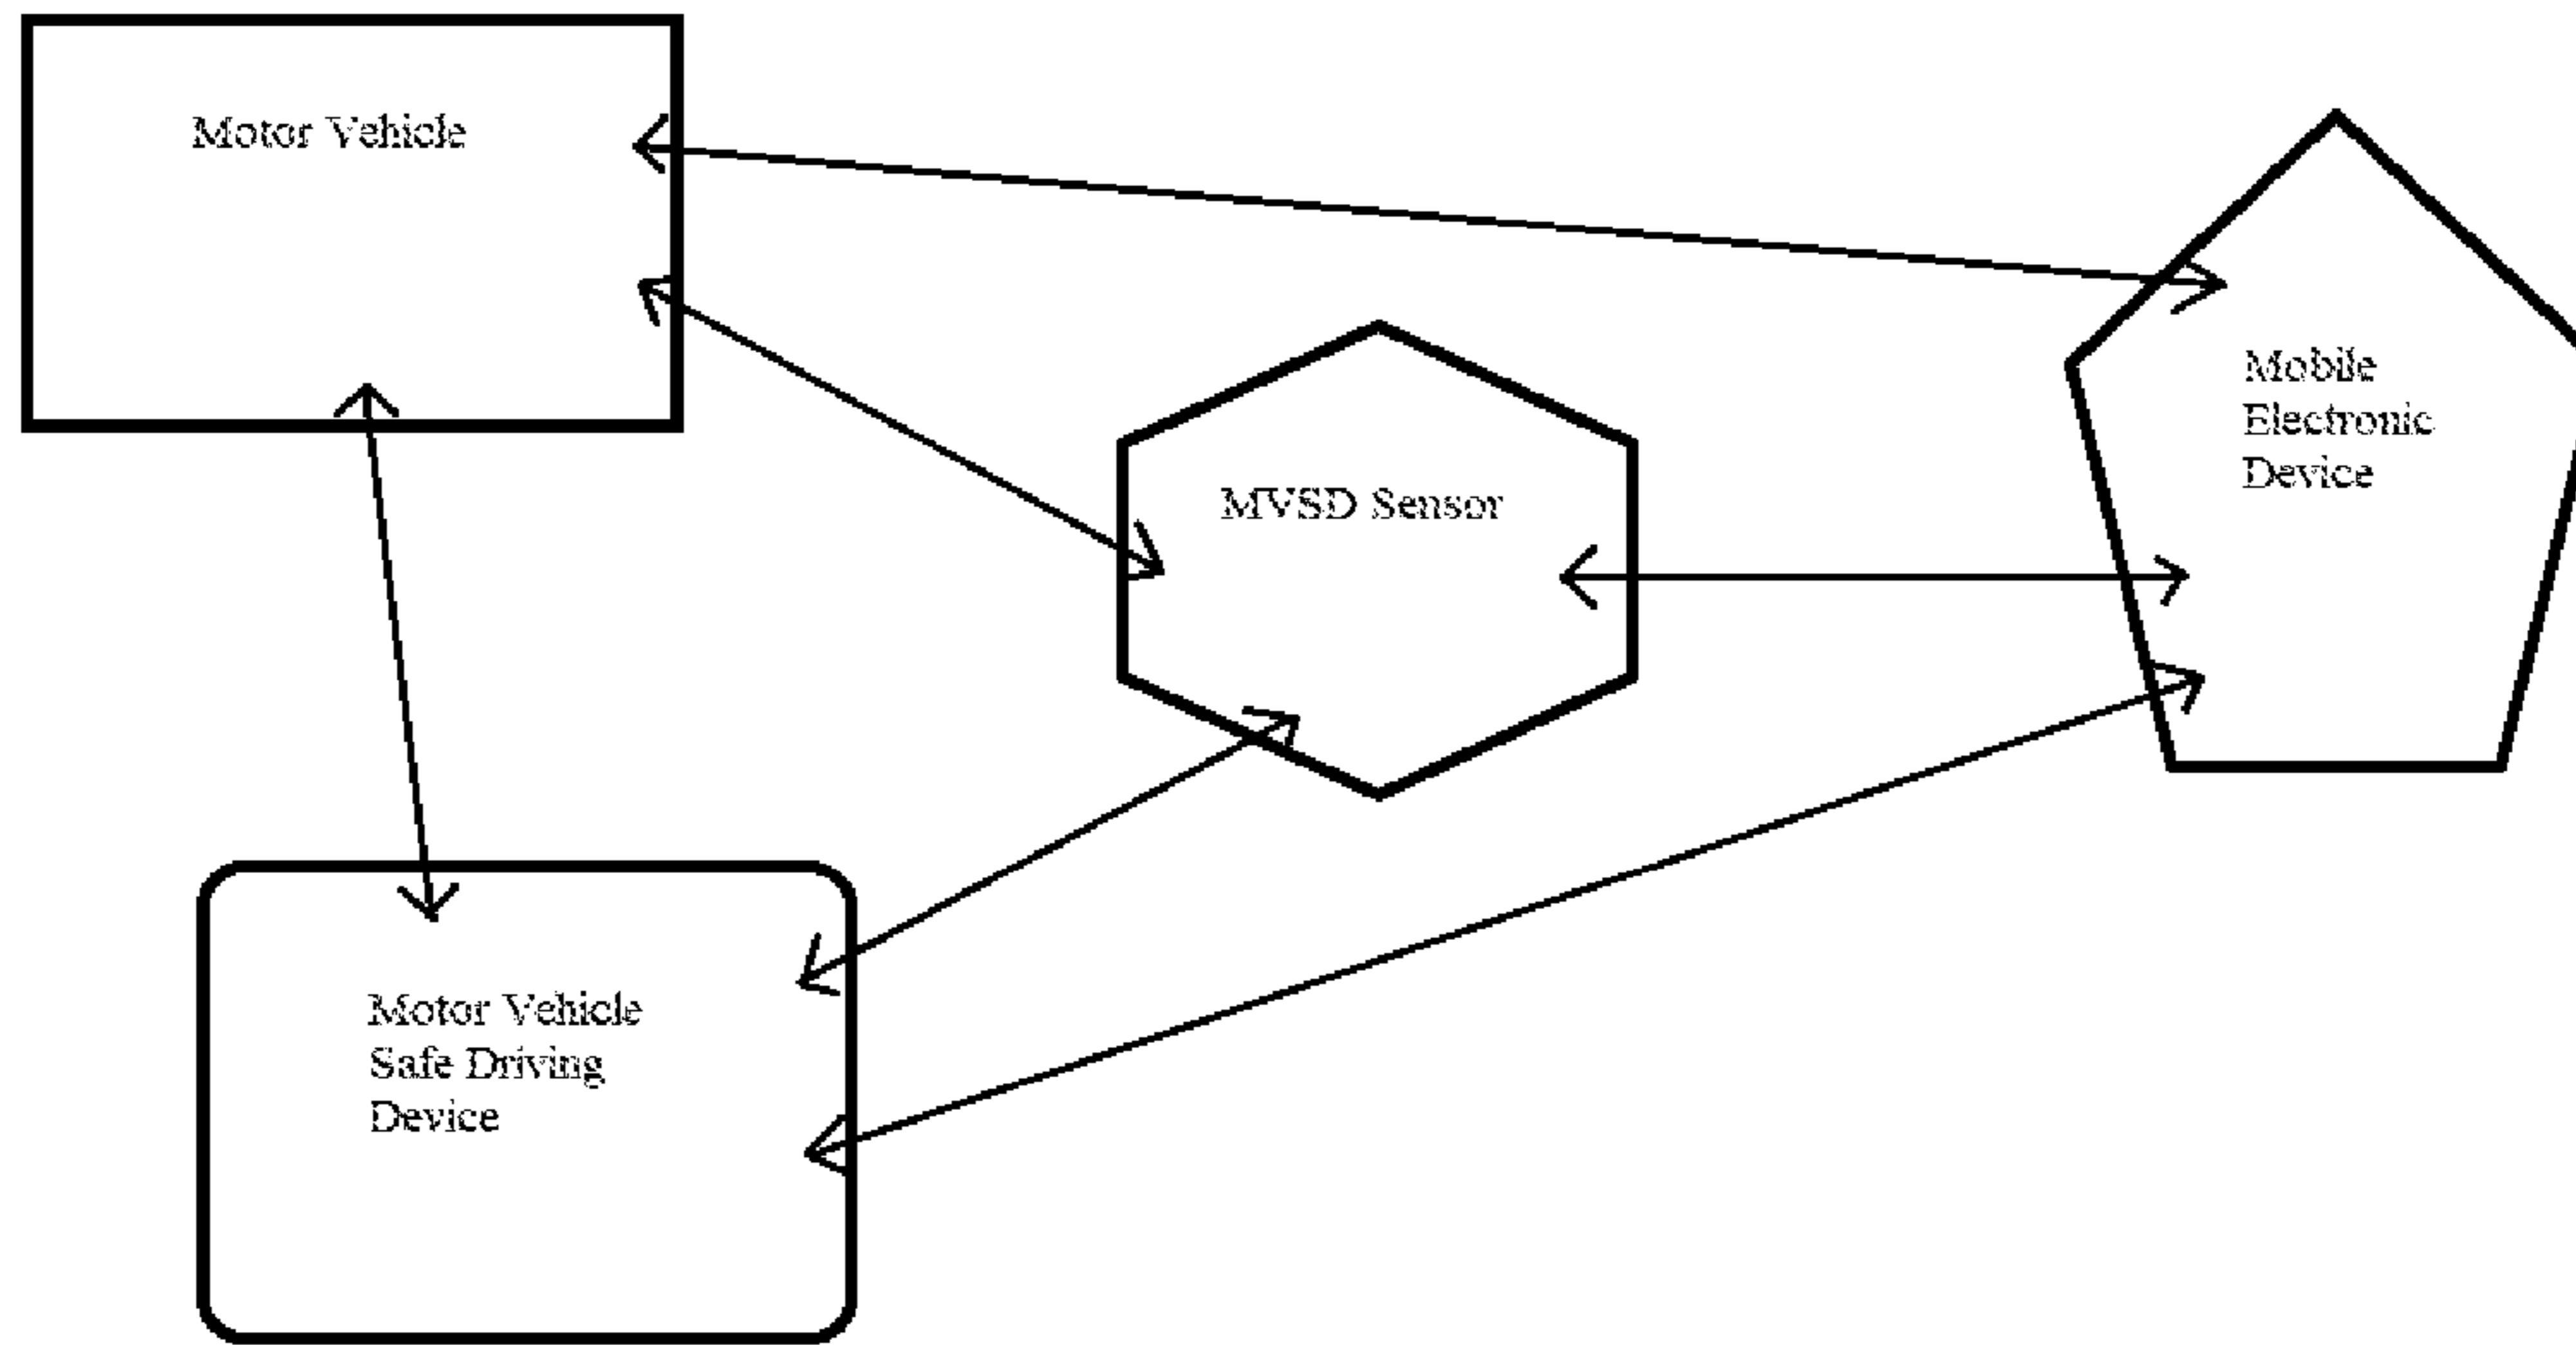 Motor Vehicle
Mobile
Electronic
Device
MVSD Sensor
Motor Vehicle
Safe Driving
Device